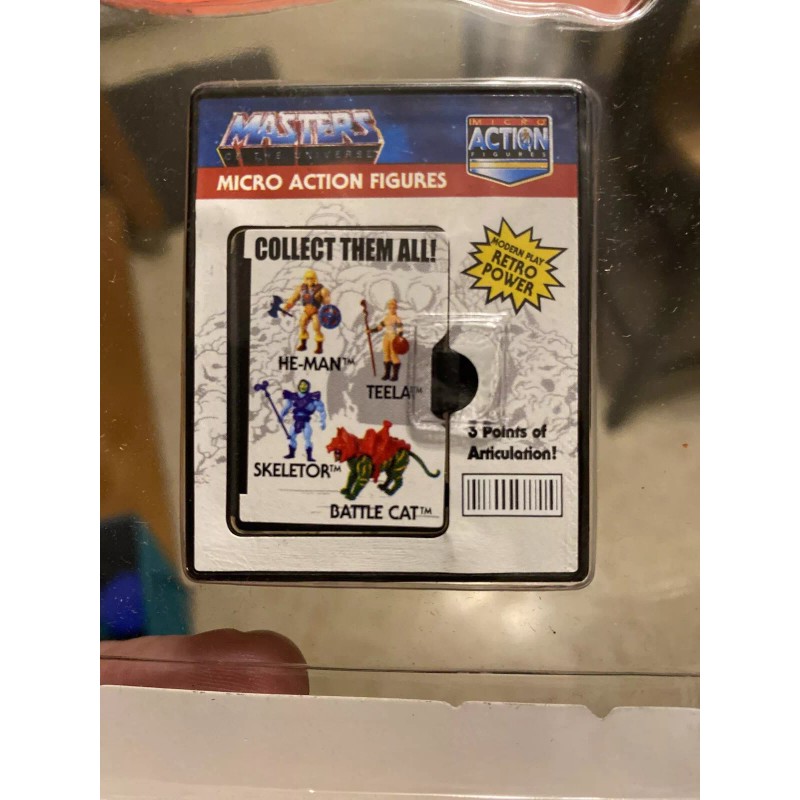 MASTERS
OF THE UNIVERSE
MICRO
ACTION
FIGURES
MICRO ACTION FIGURES
COLLECT THEM ALL!
MODERN PLAY
RETRO
POWER
HE-MAN™
TEELA™
SKELETOR™
BATTLE CAT™
3 Points of
Articulation!